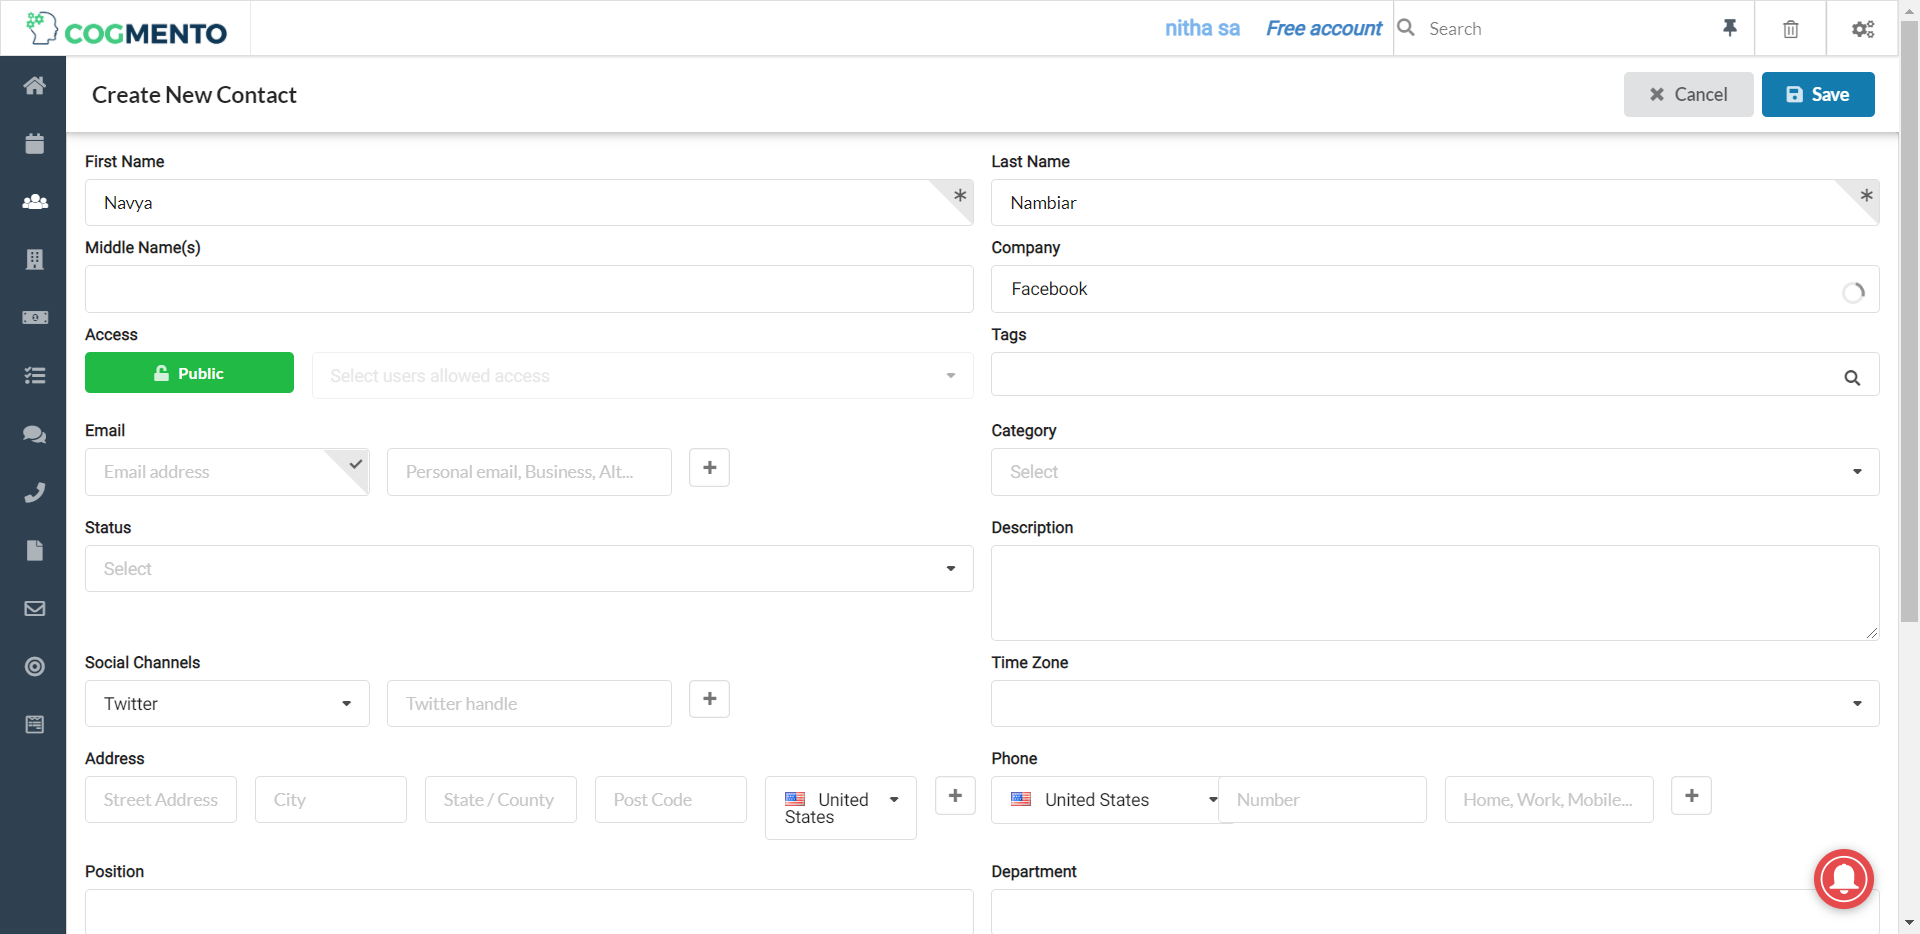 COGMENTO
nitha sa
Free account
Search
Create New Contact
Cancel
Save
First Name
Last Name
Navya
*
Nambiar
*
Middle Name(s)
Company
Facebook
Access
Tags
Public
Select users allowed access
Email
Category
Email address
Personal email, Business, Alt...
Select
Status
Description
Select
Social Channels
Time Zone
Twitter
Twitter handle
Address
Phone
Street Address
City
State / County
Post Code
United States
United States
Number
Home, Work, Mobile...
Position
Department